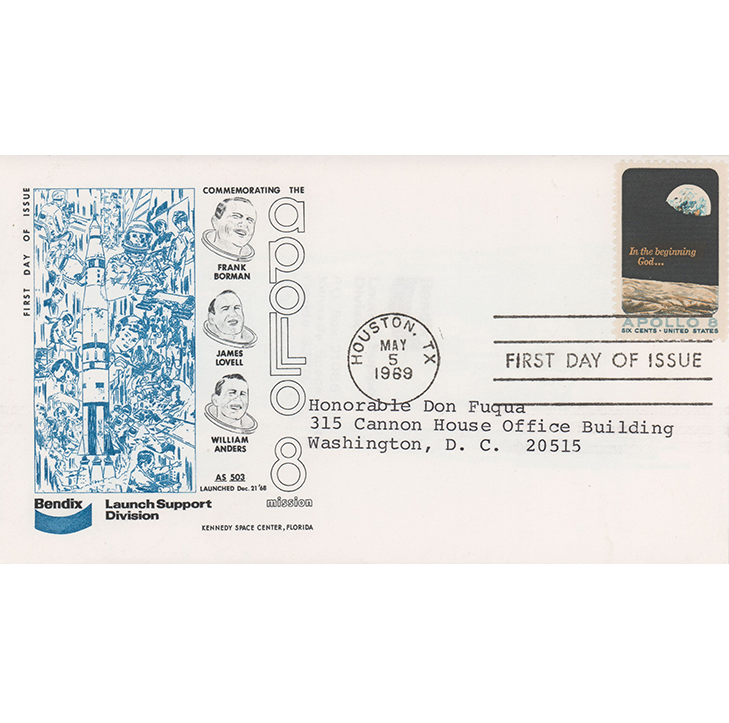 FIRST DAY OF ISSUE
COMMEMORATING THE
apollo 8
mission
FRANK
BORMAN
JAMES
LOVELL
WILLIAM
ANDERS
AS 503
LAUNCHED Dec. 21 '68
Bendix
Launch Support
Division
KENNEDY SPACE CENTER, FLORIDA
In the beginning
God...
APOLLO 8
SIX CENTS · UNITED STATES
HOUSTON, TX
MAY
5
1969
FIRST DAY OF ISSUE
Honorable Don Fuqua
315 Cannon House Office Building
Washington, D. C. 20515